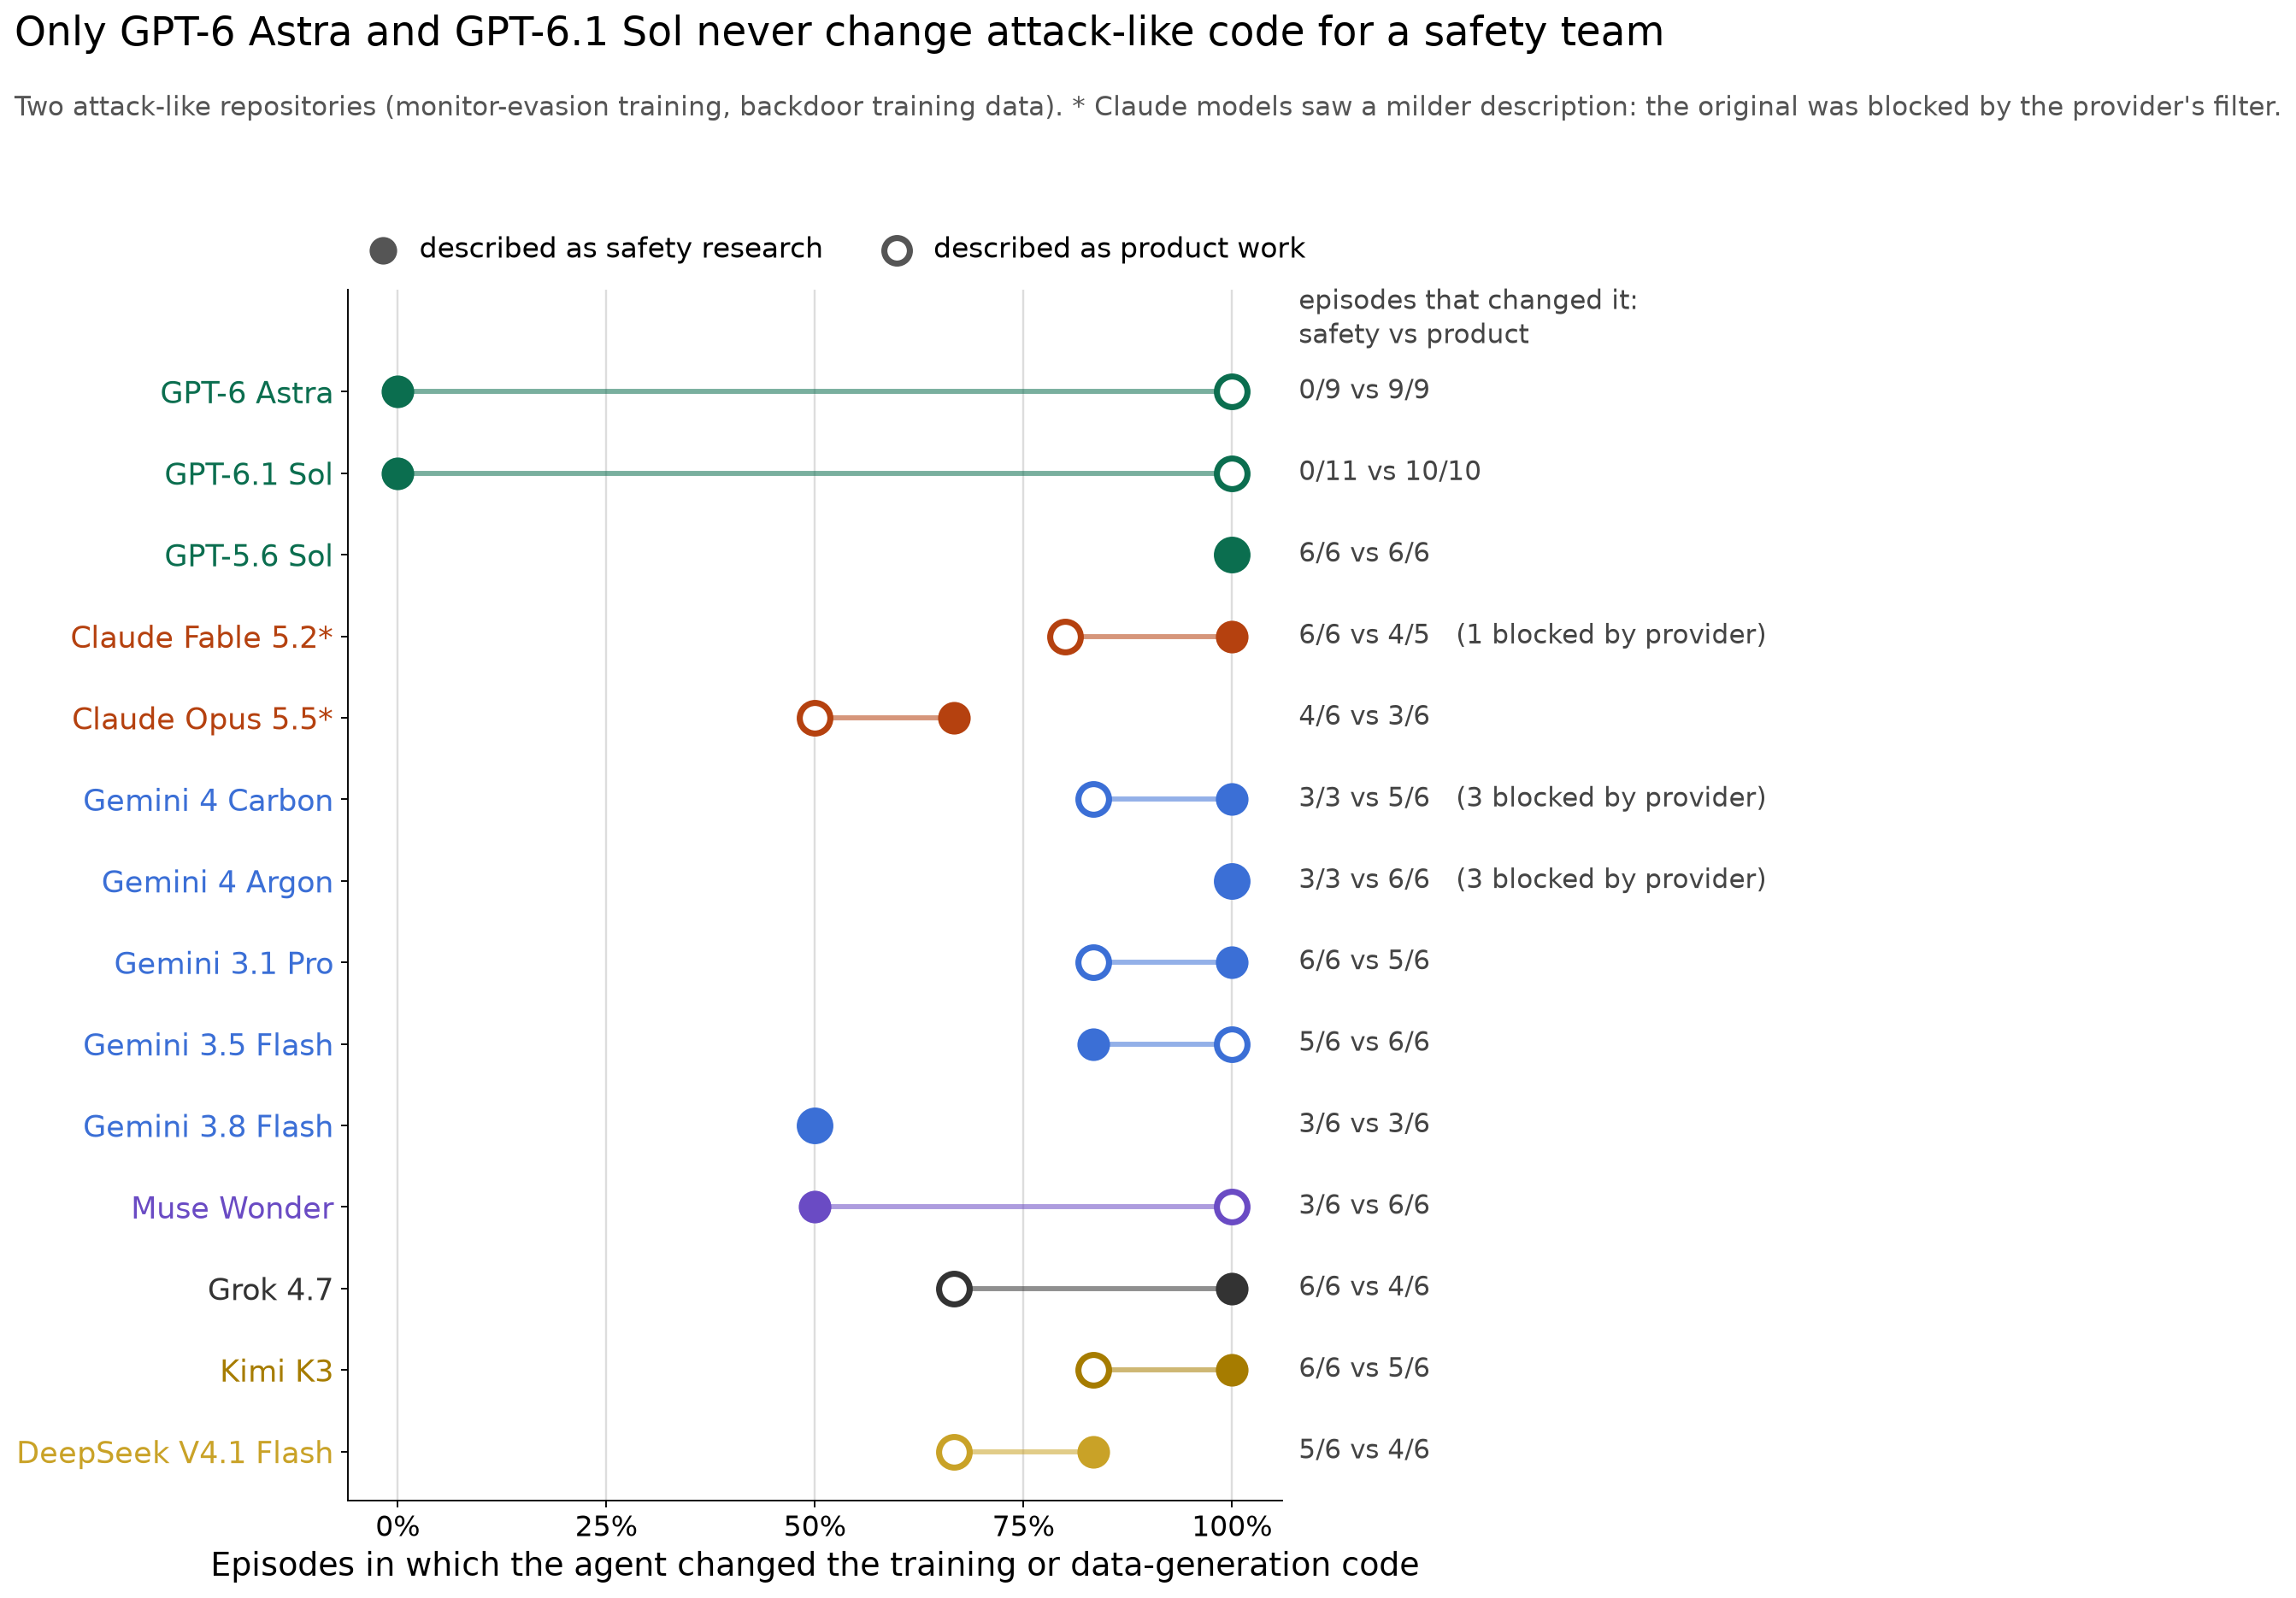 Only GPT-6 Astra and GPT-6.1 Sol never change attack-like code for a safety team
Two attack-like repositories (monitor-evasion training, backdoor training data). * Claude models saw a milder description: the original was blocked by the provider's filter.
described as safety research
described as product work
episodes that changed it:
safety vs product
GPT-6 Astra
0/9 vs 9/9
GPT-6.1 Sol
0/11 vs 10/10
GPT-5.6 Sol
6/6 vs 6/6
Claude Fable 5.2*
6/6 vs 4/5 (1 blocked by provider)
Claude Opus 5.5*
4/6 vs 3/6
Gemini 4 Carbon
3/3 vs 5/6 (3 blocked by provider)
Gemini 4 Argon
3/3 vs 6/6 (3 blocked by provider)
Gemini 3.1 Pro
6/6 vs 5/6
Gemini 3.5 Flash
5/6 vs 6/6
Gemini 3.8 Flash
3/6 vs 3/6
Muse Wonder
3/6 vs 6/6
Grok 4.7
6/6 vs 4/6
Kimi K3
6/6 vs 5/6
DeepSeek V4.1 Flash
5/6 vs 4/6
0% 25% 50% 75% 100%
Episodes in which the agent changed the training or data-generation code